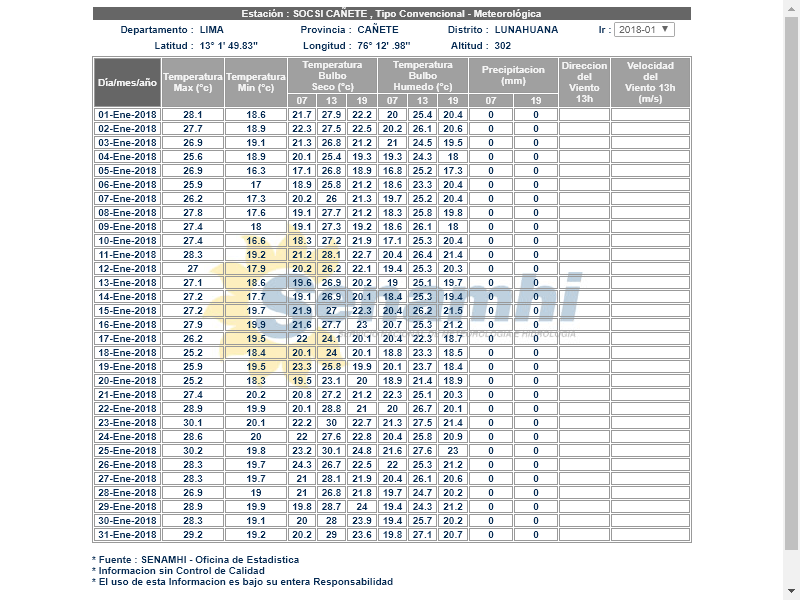 Estación : SOCSI CAÑETE , Tipo Convencional - Meteorológica
Departamento : LIMA Provincia : CAÑETE Distrito : LUNAHUANA Ir : 2018-01
Latitud : 13° 1' 49.83'' Longitud : 76° 12' .98'' Altitud : 302
Día/mes/año Temperatura Max (°c) Temperatura Min (°c) Temperatura Bulbo Seco (°c) Temperatura Bulbo Humedo (°c) Precipitacion (mm) Direccion del Viento 13h Velocidad del Viento 13h (m/s)
07 13 19 07 13 19 07 19
01-Ene-2018 28.1 18.6 21.7 27.9 22.2 20 25.4 20.4 0 0
02-Ene-2018 27.7 18.9 22.3 27.5 22.5 20.2 26.1 20.6 0 0
03-Ene-2018 26.9 19.1 21.3 26.8 21.2 21 24.5 19.5 0 0
04-Ene-2018 25.6 18.9 20.1 25.4 19.3 19.3 24.3 18 0 0
05-Ene-2018 26.9 16.3 17.1 26.8 18.9 16.8 25.2 17.3 0 0
06-Ene-2018 25.9 17 18.9 25.8 21.2 18.6 23.3 20.4 0 0
07-Ene-2018 26.2 17.3 20.2 26 21.3 19.7 25.2 20.4 0 0
08-Ene-2018 27.8 17.6 19.1 27.7 21.2 18.3 25.8 19.8 0 0
09-Ene-2018 27.4 18 19.1 27.3 19.2 18.6 26.1 18 0 0
10-Ene-2018 27.4 16.6 18.3 27.2 21.9 17.1 25.3 20.4 0 0
11-Ene-2018 28.3 19.2 21.2 28.1 22.7 20.4 26.4 21.4 0 0
12-Ene-2018 27 17.9 20.2 26.2 22.1 19.4 25.3 20.3 0 0
13-Ene-2018 27.1 18.6 19.6 26.9 20.2 19 25.1 19.7 0 0
14-Ene-2018 27.2 17.7 19.1 26.9 20.1 18.4 25.3 19.4 0 0
15-Ene-2018 27.2 19.7 21.9 27 22.3 20.4 26.2 21.5 0 0
16-Ene-2018 27.9 19.9 21.6 27.7 23 20.7 25.3 21.2 0 0
17-Ene-2018 26.2 19.5 22 24.1 20.1 20.4 22.3 18.7 0 0
18-Ene-2018 25.2 18.4 20.1 24 20.1 18.8 23.3 18.5 0 0
19-Ene-2018 25.9 19.5 23.3 25.8 19.9 20.1 23.7 18.4 0 0
20-Ene-2018 25.2 18.3 19.5 23.1 20 18.9 21.4 18.9 0 0
21-Ene-2018 27.4 20.2 20.8 27.2 21.2 22.3 25.1 20.3 0 0
22-Ene-2018 28.9 19.9 20.1 28.8 21 20 26.7 20.1 0 0
23-Ene-2018 30.1 20.1 22.2 30 22.7 21.3 27.5 21.4 0 0
24-Ene-2018 28.6 20 22 27.6 22.8 20.4 25.8 20.9 0 0
25-Ene-2018 30.2 19.8 23.2 30.1 24.8 21.6 27.6 23 0 0
26-Ene-2018 28.3 19.7 24.3 26.7 22.5 22 25.3 21.2 0 0
27-Ene-2018 28.3 19.7 21 28.1 21.9 20.4 26.1 20.6 0 0
28-Ene-2018 26.9 19 21 26.8 21.8 19.7 24.7 20.2 0 0
29-Ene-2018 28.9 19.9 19.8 28.7 24 19.4 24.3 21.2 0 0
30-Ene-2018 28.3 19.1 20 28 23.9 19.4 25.7 20.2 0 0
31-Ene-2018 29.2 19.2 20.2 29 23.6 19.8 27.1 20.7 0 0
Senamhi
* Fuente : SENAMHI - Oficina de Estadistica
* Informacion sin Control de Calidad
* El uso de esta Informacion es bajo su entera Responsabilidad